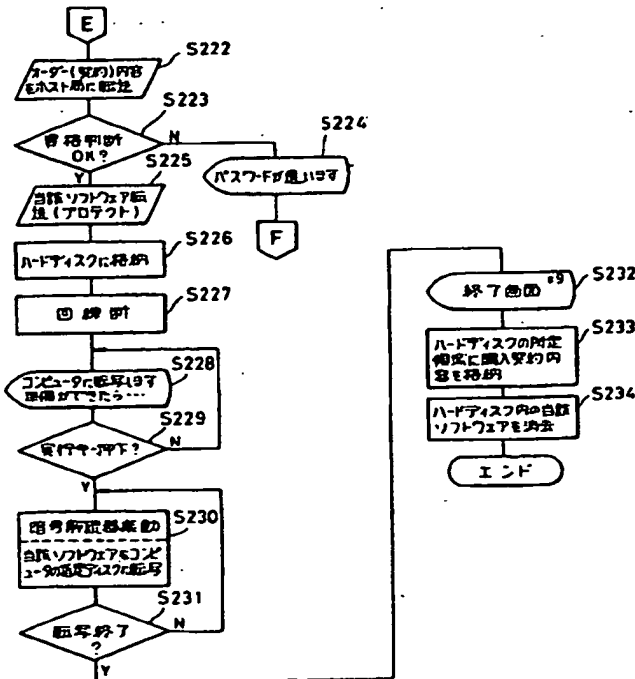 E
S222
オーダー(契約)内容
をホスト局に転送
S223
資格判断
OK?
N
Y
S224
パスワードが違います
F
S225
当該ソフトウェア転
送(プロテクト)
S226
ハードディスクに格納
S227
回線断
S228
コンピュータに転写します
準備ができたら…
S229
実行キー押下?
N
Y
S230
暗号解読器条動
当該ソフトウェアをコンピ
ュータの指定ディスクに転写
S231
転写終了
?
N
Y
S232
終了画面
#9
S233
ハードディスクの所定
個所に購入契約内
容を格納
S234
ハードディスク内の当該
ソフトウェアを消去
エンド